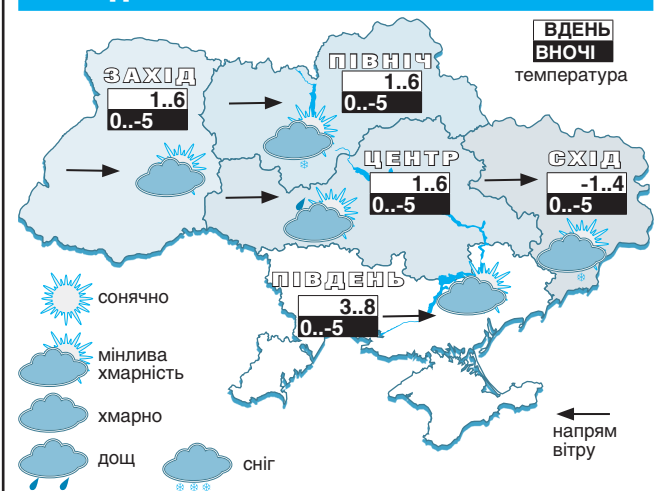 ВДЕНЬ
ВНОЧІ
температура
ПІВНІЧ
1..6
0..-5
ЗАХІД
1..6
0..-5
ЦЕНТР
1..6
0..-5
СХІД
-1..4
0..-5
ПІВДЕНЬ
3..8
0..-5
сонячно
мінлива
хмарність
хмарно
дощ
сніг
напрям
вітру